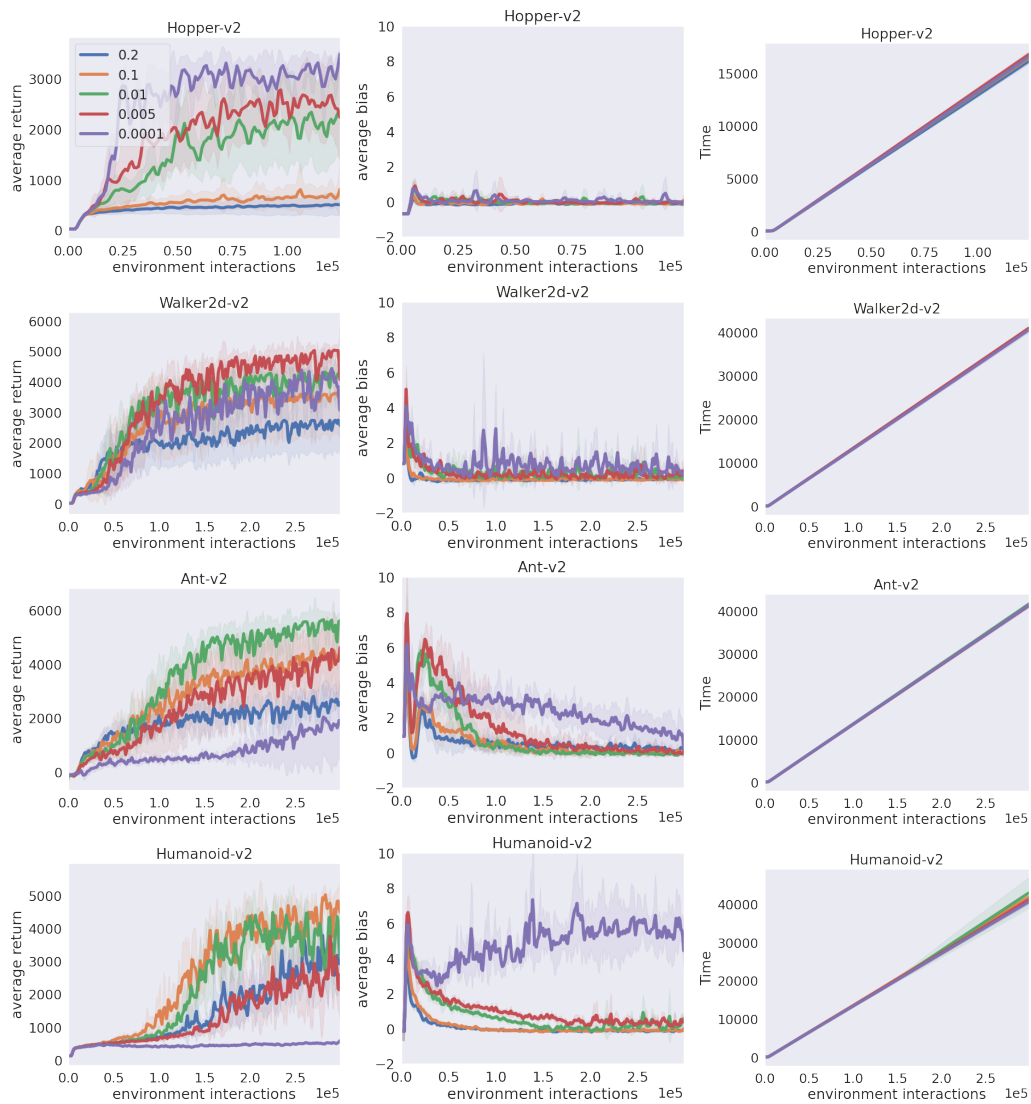 Hopper-v2
average return
3000
2000
1000
0
0.2
0.1
0.01
0.005
0.0001
0.00 0.25 0.50 0.75 1.00
environment interactions 1e5
Hopper-v2
average bias
10
8
6
4
2
0
−2
0.00 0.25 0.50 0.75 1.00
environment interactions 1e5
Hopper-v2
Time
15000
10000
5000
0
0.00 0.25 0.50 0.75 1.00
environment interactions 1e5
Walker2d-v2
average return
6000
5000
4000
3000
2000
1000
0
0.0 0.5 1.0 1.5 2.0 2.5
environment interactions 1e5
Walker2d-v2
average bias
10
8
6
4
2
0
−2
0.0 0.5 1.0 1.5 2.0 2.5
environment interactions 1e5
Walker2d-v2
Time
40000
30000
20000
10000
0
0.0 0.5 1.0 1.5 2.0 2.5
environment interactions 1e5
Ant-v2
average return
6000
4000
2000
0
0.0 0.5 1.0 1.5 2.0 2.5
environment interactions 1e5
Ant-v2
average bias
10
8
6
4
2
0
−2
0.0 0.5 1.0 1.5 2.0 2.5
environment interactions 1e5
Ant-v2
Time
40000
30000
20000
10000
0
0.0 0.5 1.0 1.5 2.0 2.5
environment interactions 1e5
Humanoid-v2
average return
5000
4000
3000
2000
1000
0
0.0 0.5 1.0 1.5 2.0 2.5
environment interactions 1e5
Humanoid-v2
average bias
10
8
6
4
2
0
−2
0.0 0.5 1.0 1.5 2.0 2.5
environment interactions 1e5
Humanoid-v2
Time
40000
30000
20000
10000
0
0.0 0.5 1.0 1.5 2.0 2.5
environment interactions 1e5